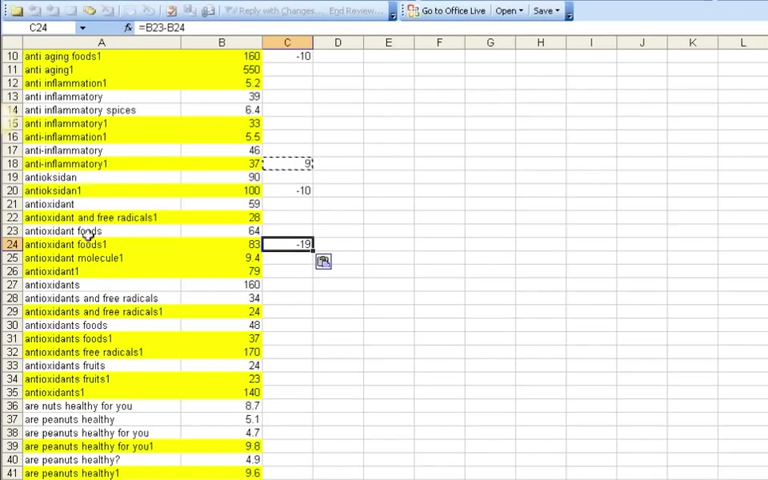 Reply with Changes... End Review... Go to Office Live Open Save
C24 fx =B23-B24
A B C D E F G H I J K L
10 anti aging foods1 160 -10
11 anti aging1 550
12 anti inflammation1 5.2
13 anti inflammatory 39
14 anti inflammatory spices 6.4
15 anti-inflammatory1 33
16 anti-inflammation1 5.5
17 anti-inflammatory 46
18 anti-inflammatory1 37 9
19 antioksidan 90
20 antioksidan1 100 -10
21 antioxidant 59
22 antioxidant and free radicals1 28
23 antioxidant foods 64
24 antioxidant foods1 83 -19
25 antioxidant molecule1 9.4
26 antioxidant1 79
27 antioxidants 160
28 antioxidants and free radicals 34
29 antioxidants and free radicals1 24
30 antioxidants foods 48
31 antioxidants foods1 37
32 antioxidants free radicals1 170
33 antioxidants fruits 24
34 antioxidants fruits1 23
35 antioxidants1 140
36 are nuts healthy for you 8.7
37 are peanuts healthy 5.1
38 are peanuts healthy for you 4.7
39 are peanuts healthy for you1 9.8
40 are peanuts healthy? 4.9
41 are peanuts healthy1 9.6